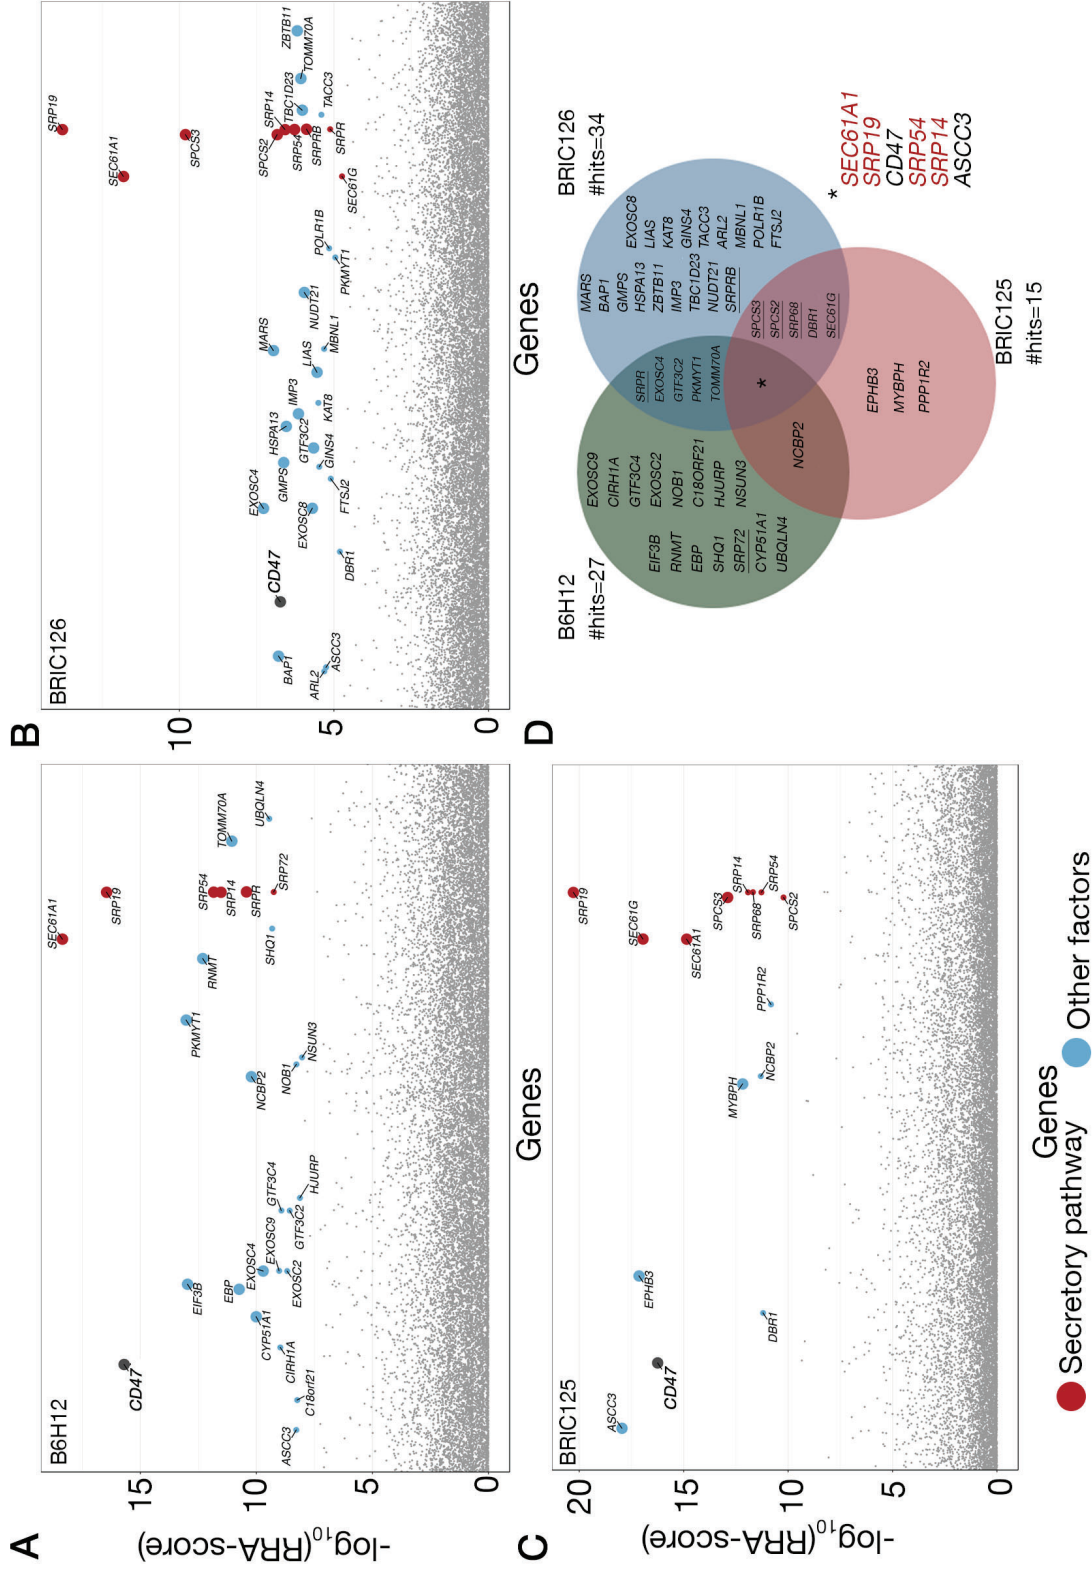 A
B6H12
-log10(RRA-score)
15
10
5
0
SEC61A1
SRP19
CD47
PKMYT1
EIF3B
RNMT
SRP54
SRP14
TOMM70A
EBP
SRPR
NCBP2
CYP51A1
EXOSC4
UBQLN4
SHQ1
SRP72
EXOSC9
GTF3C4
CIRH1A
EXOSC2
GTF3C2
NOB1
NSUN3
HJURP
ASCC3
C18orf21
Genes
B
BRIC126
10
5
0
SRP19
SEC61A1
SPCS3
EXOSC4
MARS
SPCS2
SRP14
TBC1D23
TOMM70A
ZBTB11
CD47
BAP1
GMPS
HSPA13
IMP3
SRP54
SRPRB
NUDT21
EXOSC8
GTF3C2
LIAS
KAT8
TACC3
GINS4
MBNL1
ARL2
ASCC3
FTSJ2
POLR1B
PKMYT1
SRPR
DBR1
SEC61G
Genes
C
BRIC125
-log10(RRA-score)
20
15
10
5
0
SRP19
ASCC3
EPHB3
SEC61G
CD47
SEC61A1
SPCS3
MYBPH
SRP14
SRP68
SRP54
NCBP2
DBR1
PPP1R2
SPCS2
Genes
Secretory pathway
Other factors
D
B6H12
#hits=27
BRIC126
#hits=34
EIF3B
RNMT
EBP
SHQ1
SRP72
CYP51A1
UBQLN4
EXOSC9
CIRH1A
GTF3C4
EXOSC2
NOB1
C18ORF21
HJURP
NSUN3
SRPR
EXOSC4
GTF3C2
PKMYT1
TOMM70A
MARS
BAP1
GMPS
HSPA13
ZBTB11
IMP3
TBC1D23
NUDT21
SRPRB
EXOSC8
LIAS
KAT8
GINS4
TACC3
ARL2
MBNL1
POLR1B
FTSJ2
*
NCBP2
SPCS3
SPCS2
SRP68
DBR1
SEC61G
EPHB3
MYBPH
PPP1R2
BRIC125
#hits=15
*
SEC61A1
SRP19
CD47
SRP54
SRP14
ASCC3